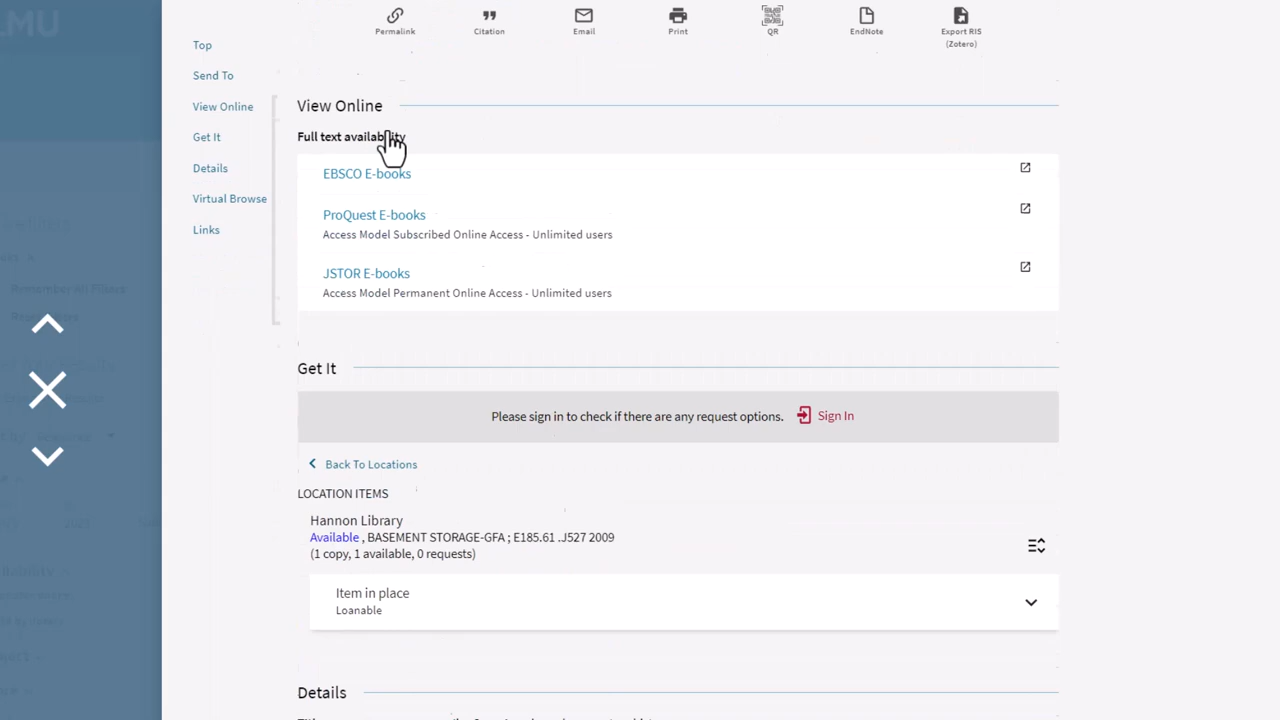 LMU
Permalink
Citation
Email
Print
QR
EndNote
Export RIS
(Zotero)
Top
Send To
View Online
Get It
Details
Virtual Browse
Links
View Online
Full text availability
EBSCO E-books
ProQuest E-books
Access Model Subscribed Online Access - Unlimited users
JSTOR E-books
Access Model Permanent Online Access - Unlimited users
Get It
Please sign in to check if there are any request options.
Sign In
Back To Locations
LOCATION ITEMS
Hannon Library
Available , BASEMENT STORAGE-GFA ; E185.61 .J527 2009
(1 copy, 1 available, 0 requests)
Item in place
Loanable
Details